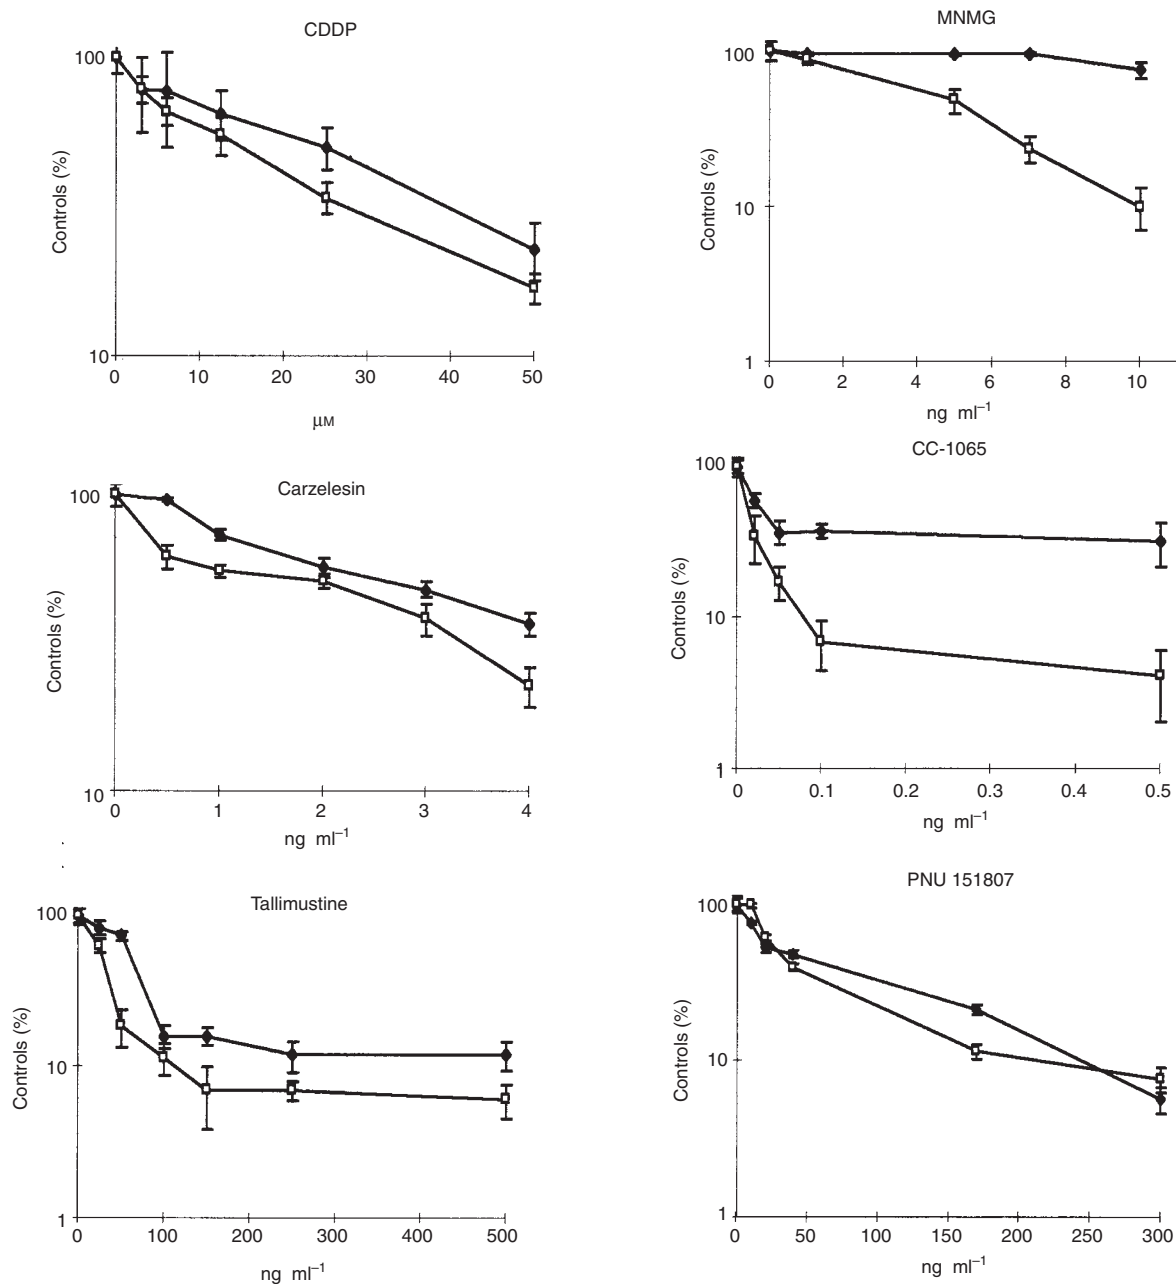 CDDP
100
10
Controls (%)
0 10 20 30 40 50
μM
MNMG
100
10
1
Controls (%)
0 2 4 6 8 10
ng ml⁻¹
Carzelesin
100
10
Controls (%)
0 1 2 3 4
ng ml⁻¹
CC-1065
100
10
1
Controls (%)
0 0.1 0.2 0.3 0.4 0.5
ng ml⁻¹
Tallimustine
100
10
1
Controls (%)
0 100 200 300 400 500
ng ml⁻¹
PNU 151807
100
10
1
Controls (%)
0 50 100 150 200 250 300
ng ml⁻¹